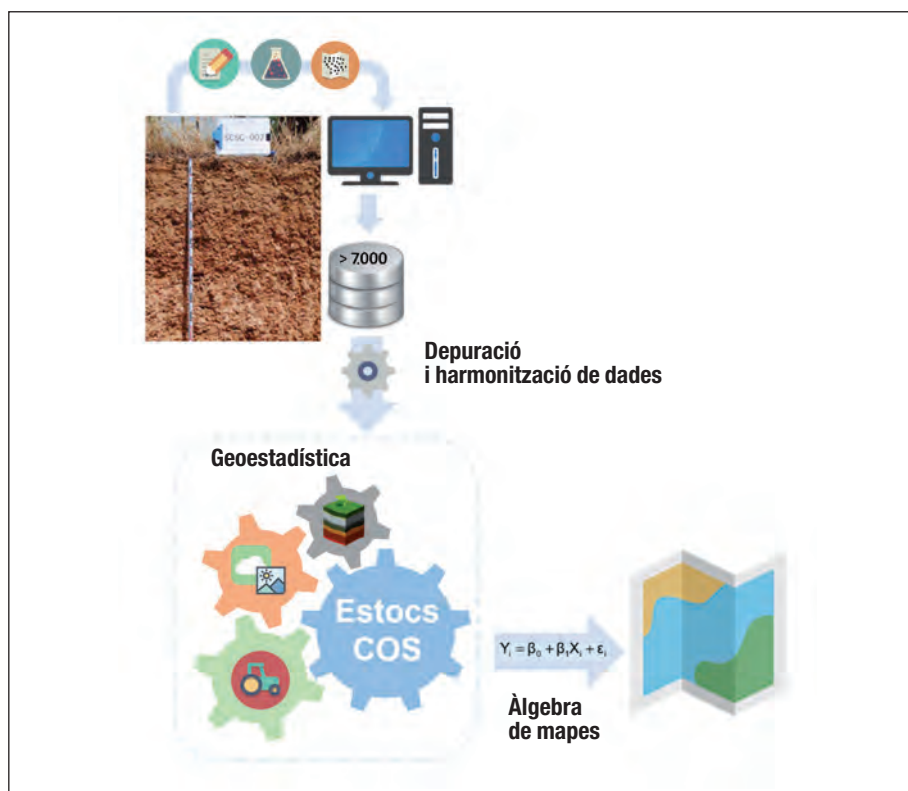 SCSC-002
> 7.000
Depuració
i harmonització de dades
Geoestadística
Estocs
COS
Yᵢ = β₀ + β₁Xᵢ + εᵢ
Àlgebra
de mapes